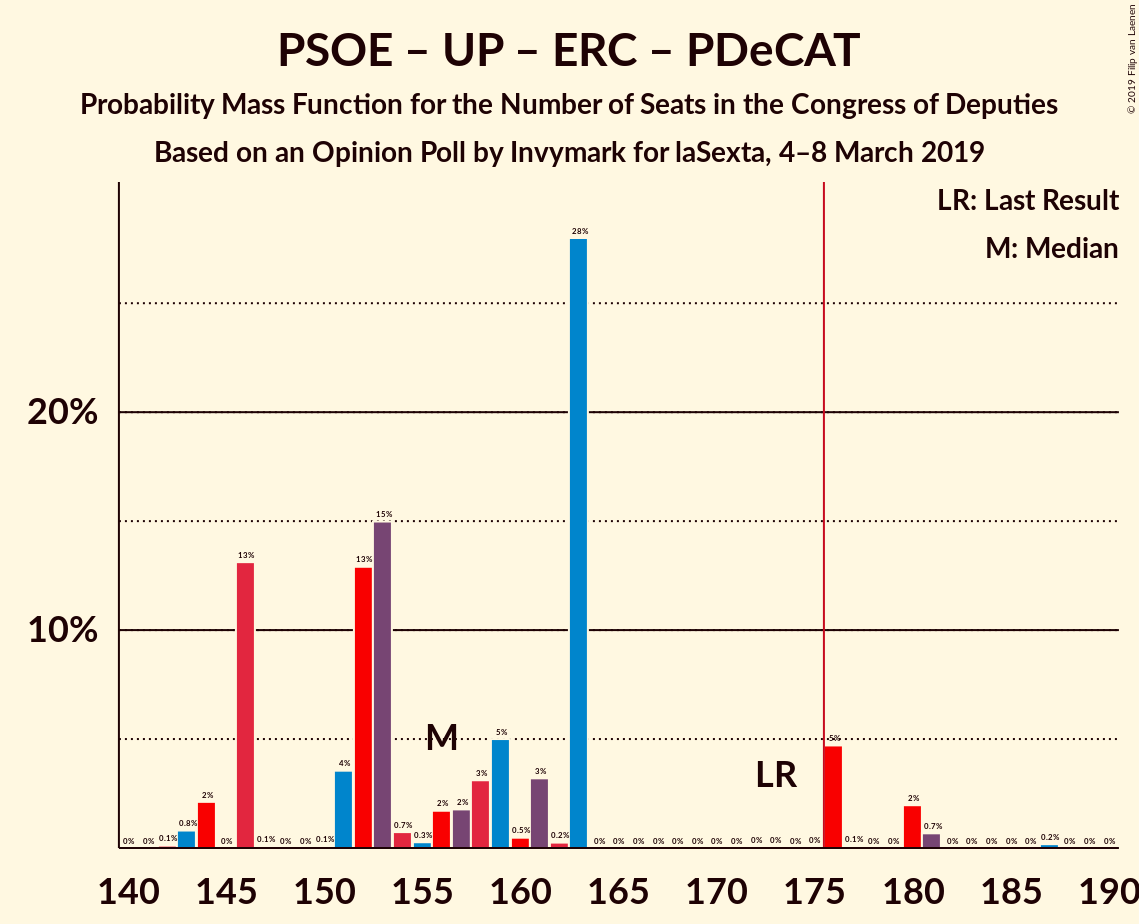 PSOE – UP – ERC – PDeCAT
Probability Mass Function for the Number of Seats in the Congress of Deputies
Based on an Opinion Poll by Invymark for laSexta, 4–8 March 2019
© 2019 Filip van Laenen
LR: Last Result
M: Median
20%
10%
M
LR
0% 0% 0.1% 0.8% 2% 0% 13% 0.1% 0% 0% 0.1% 4% 13% 15% 0.7% 0.3% 2% 2% 3% 5% 0.5% 3% 0.2% 28% 0% 0% 0% 0% 0% 0% 0% 0% 0% 0% 0% 0% 5% 0.1% 0% 0% 2% 0.7% 0% 0% 0% 0% 0% 0.2% 0% 0% 0%
140 145 150 155 160 165 170 175 180 185 190